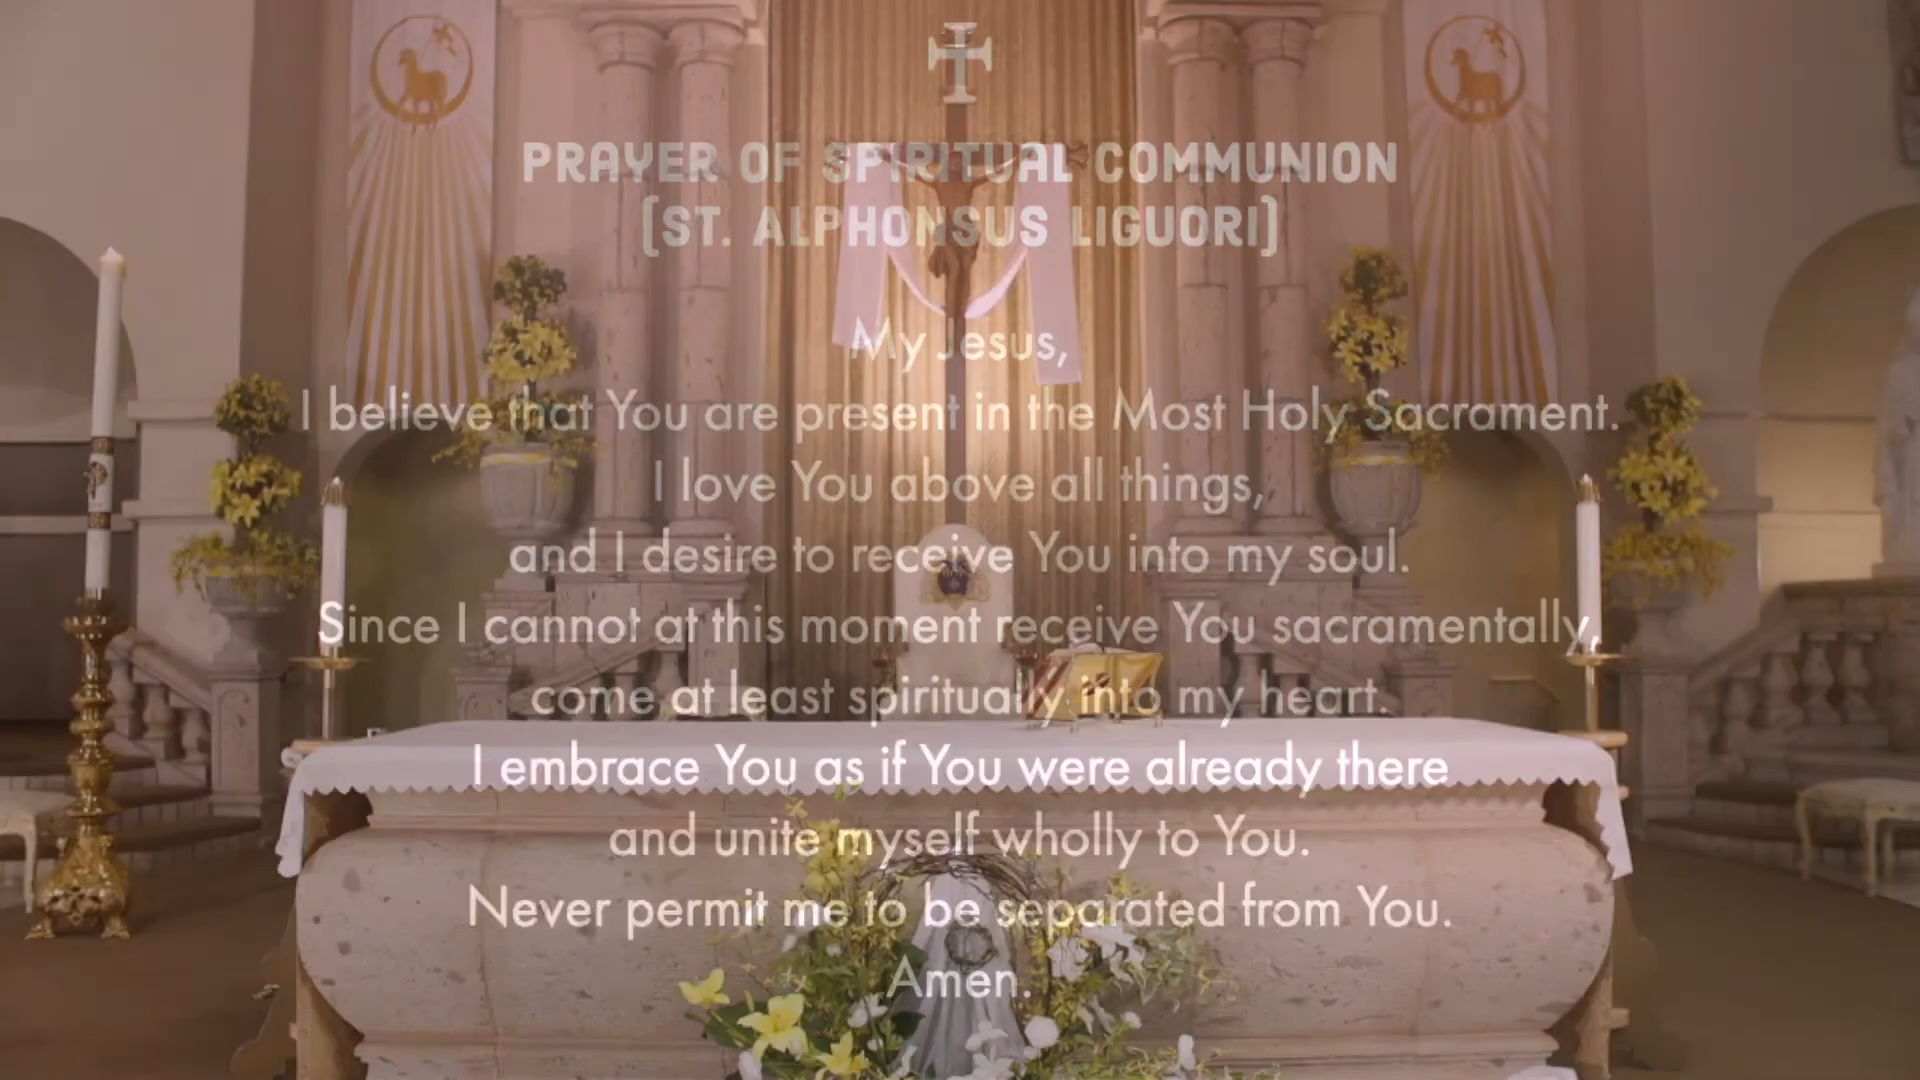 PRAYER OF SPIRITUAL COMMUNION
(ST. ALPHONSUS LIGUORI)
My Jesus,
I believe that You are present in the Most Holy Sacrament.
I love You above all things,
and I desire to receive You into my soul.
Since I cannot at this moment receive You sacramentally,
come at least spiritually into my heart.
I embrace You as if You were already there
and unite myself wholly to You.
Never permit me to be separated from You.
Amen.